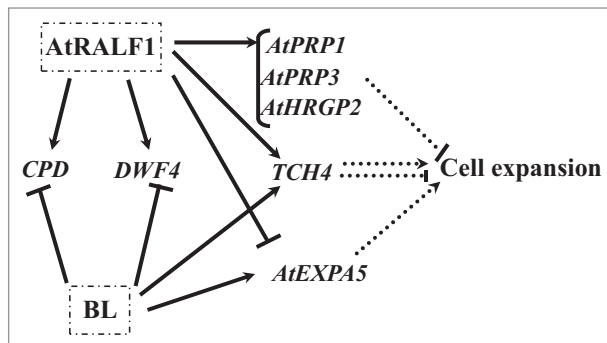 AtRALF1
AtPRP1
AtPRP3
AtHRGP2
CPD
DWF4
TCH4
Cell expansion
AtEXPA5
BL